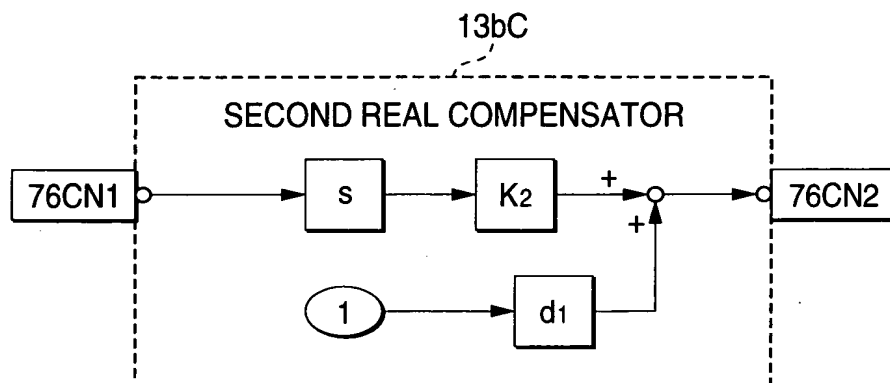 13bC
SECOND REAL COMPENSATOR
76CN1
s
K2
+
76CN2
+
1
d1